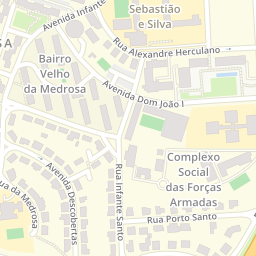 Avenida Infante
Sebastião
e Silva
Rua Alexandre Herculano
S A
Bairro
Velho
da Medrosa
Avenida Dom João I
Complexo
Social
das Forças
Armadas
Avenida Descobertas
Rua Infante Santo
ua da Medrosa
Rua Porto Santo